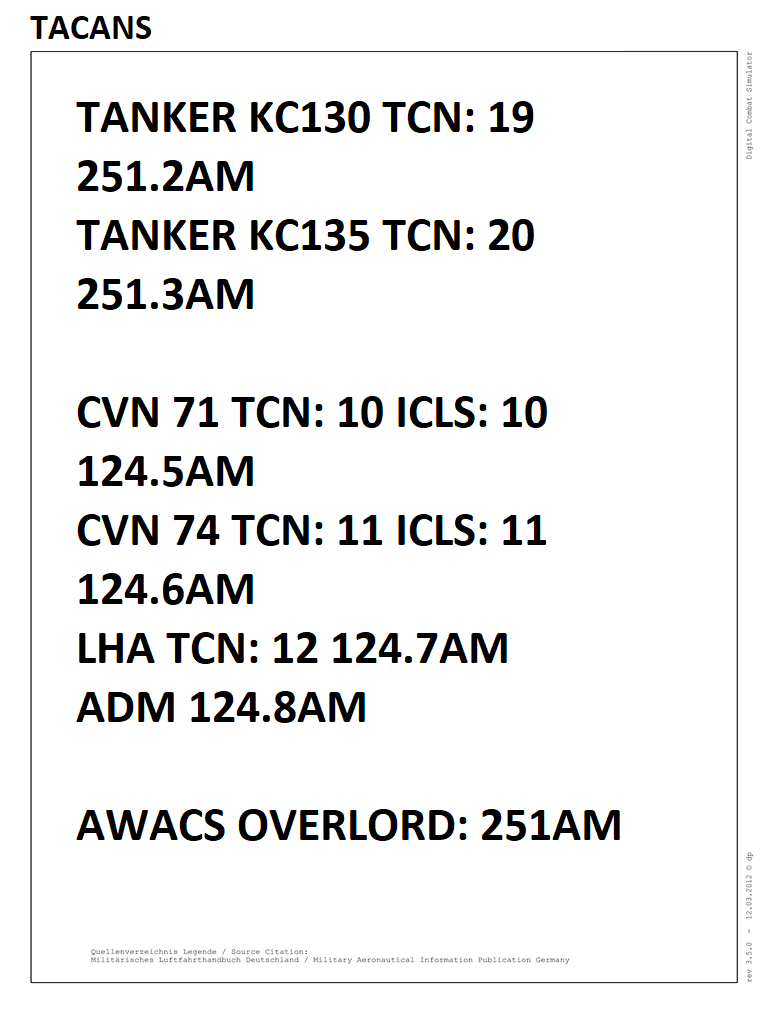 TACANS
TANKER KC130 TCN: 19
251.2AM
TANKER KC135 TCN: 20
251.3AM
CVN 71 TCN: 10 ICLS: 10
124.5AM
CVN 74 TCN: 11 ICLS: 11
124.6AM
LHA TCN: 12 124.7AM
ADM 124.8AM
AWACS OVERLORD: 251AM
Quellenverzeichnis Legende / Source Citation:
Militärisches Luftfahrthandbuch Deutschland / Military Aeronautical Information Publication Germany
Digital Combat Simulator
rev 3.5.0 - 12.03.2012 © dp